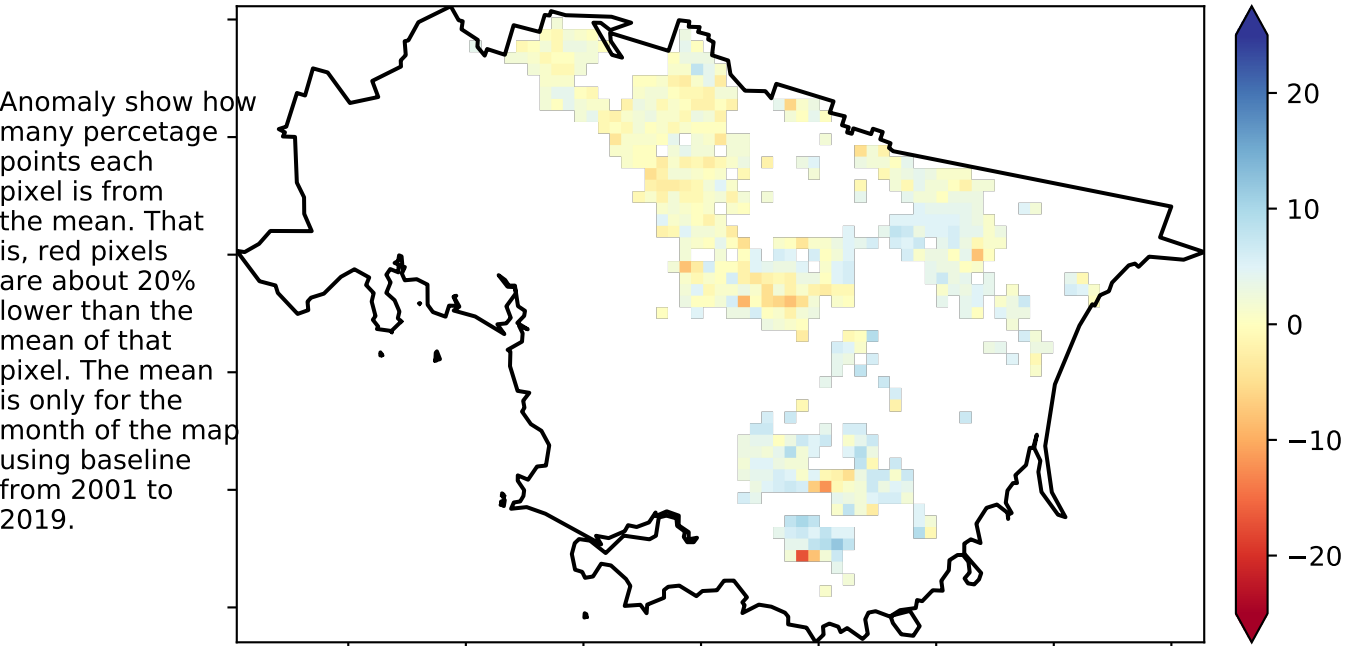 Anomaly show how
many percetage
points each
pixel is from
the mean. That
is, red pixels
are about 20%
lower than the
mean of that
pixel. The mean
is only for the
month of the map
using baseline
from 2001 to
2019.
20
10
0
−10
−20